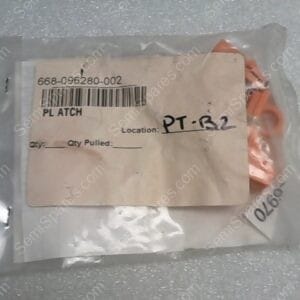 668-096280-002
PL ATCH
Location: PT-B2
Qty: Qty Pulled: